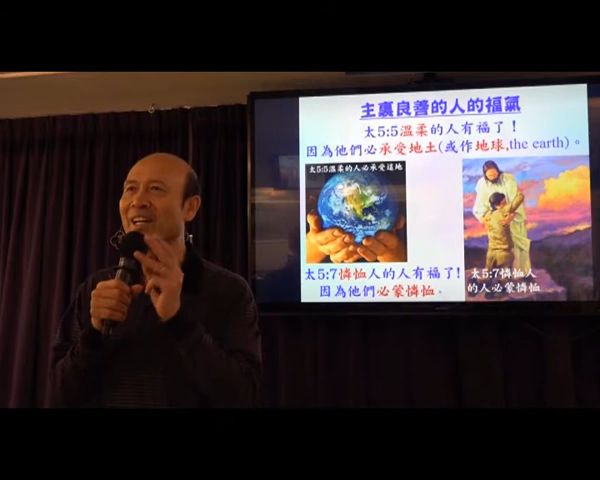 主裏良善的人的福氣
太5:5溫柔的人有福了！
因為他們必承受地土(或作地球,the earth)。
太5:5溫柔的人必承受這地
太5:7憐恤人的人有福了!
因為他們必蒙憐恤。
太5:7憐恤人
的人必蒙憐恤